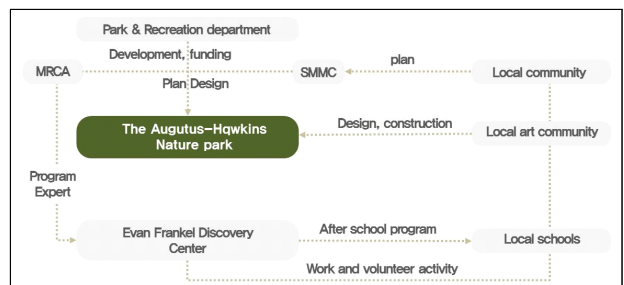 Park & Recreation department
Development, funding
plan
MRCA
SMMC
Local community
Plan Design
The Augutus-Hqwkins
Nature park
Design, construction
Local art community
Program
Expert
Evan Frankel Discovery
Center
After school program
Local schools
Work and volunteer activity